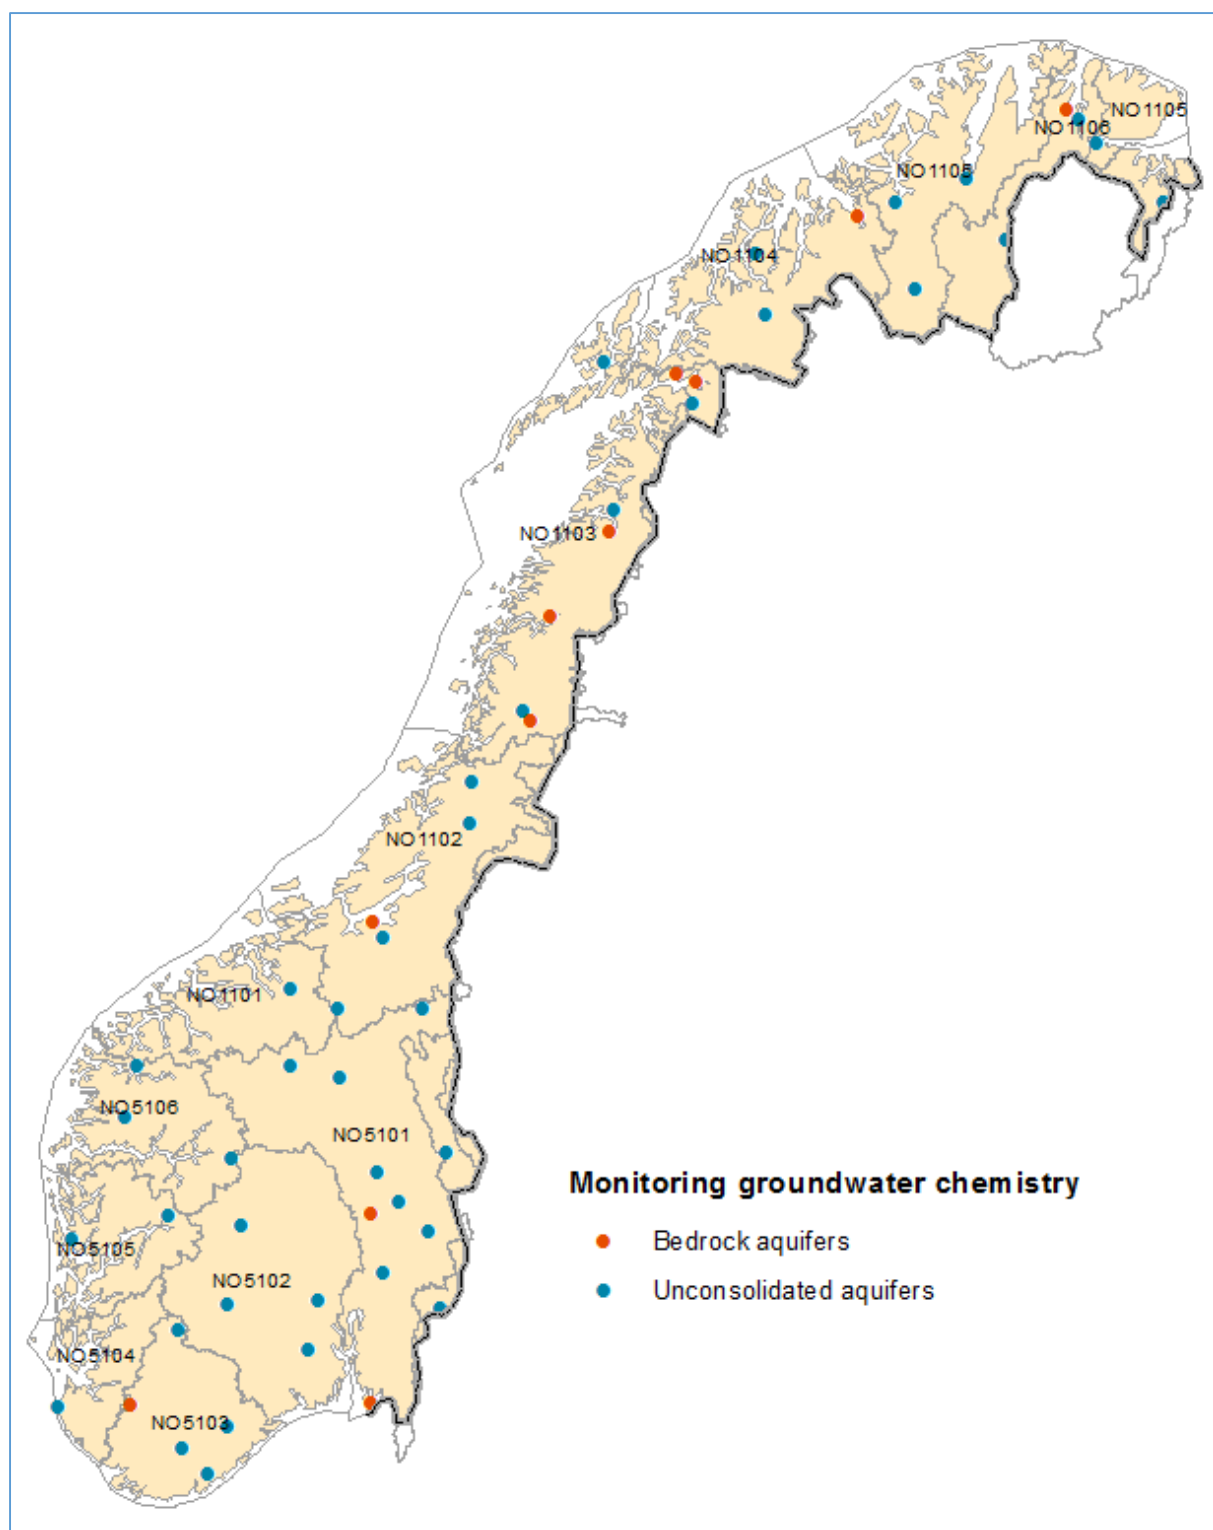 NO1105
NO1106
NO1105
NO1104
NO1103
NO1102
NO1101
NO5106
NO5101
Monitoring groundwater chemistry
Bedrock aquifers
NO5105
NO5102
Unconsolidated aquifers
NO5104
NO5103